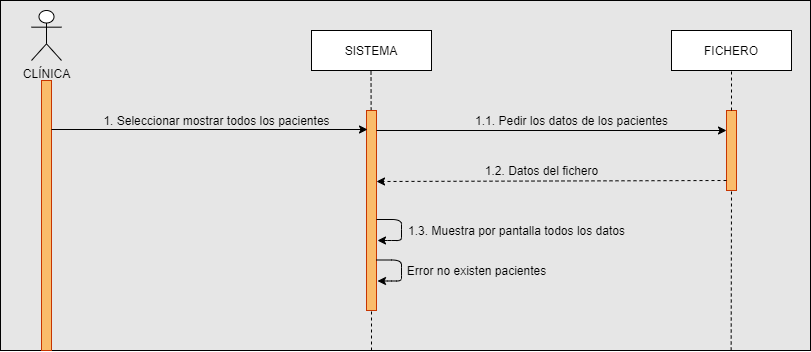 CLÍNICA
SISTEMA
FICHERO
1. Seleccionar mostrar todos los pacientes
1.1. Pedir los datos de los pacientes
1.2. Datos del fichero
1.3. Muestra por pantalla todos los datos
Error no existen pacientes